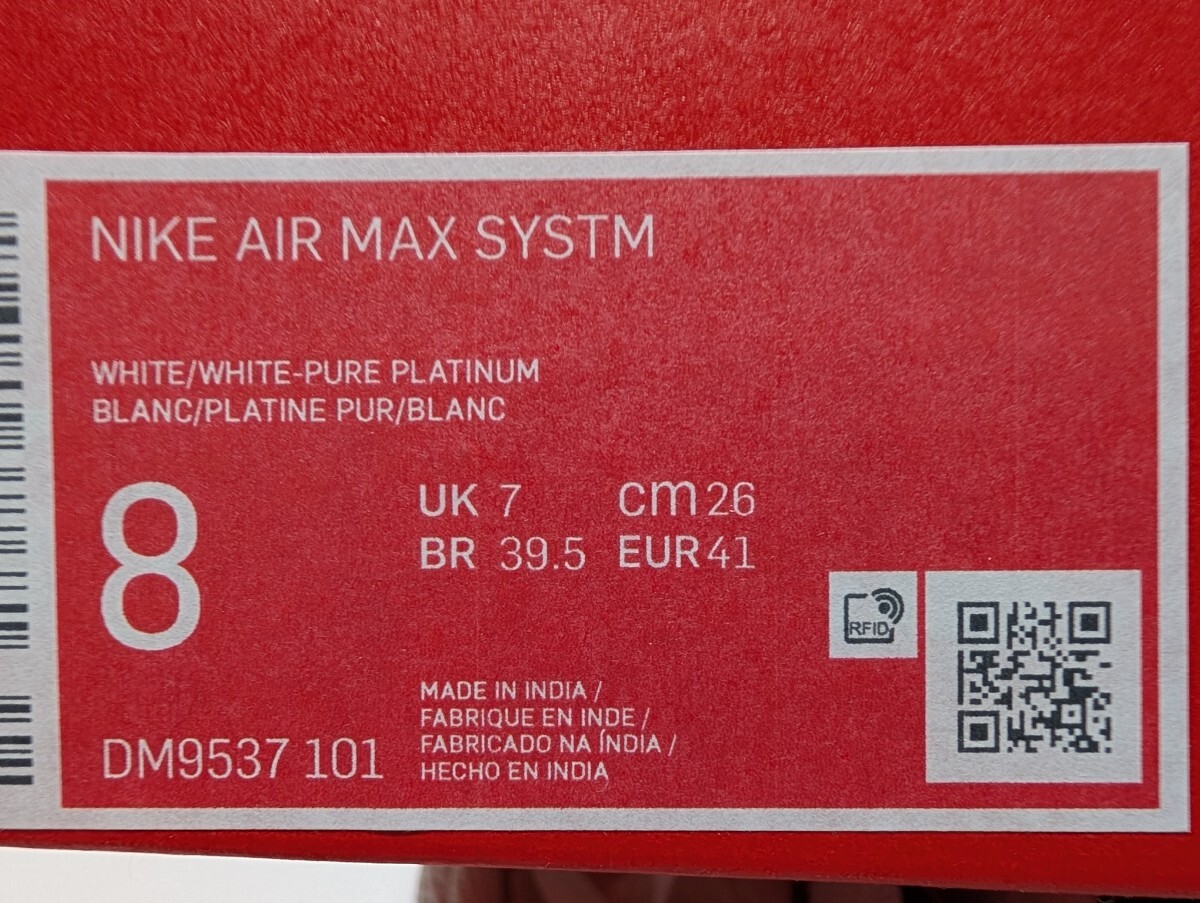 NIKE AIR MAX SYSTM
WHITE/WHITE-PURE PLATINUM
BLANC/PLATINE PUR/BLANC
8
UK 7 cm 26
BR 39.5 EUR 41
RFID
MADE IN INDIA /
FABRIQUE EN INDE /
FABRICADO NA ÍNDIA /
HECHO EN INDIA
DM9537 101